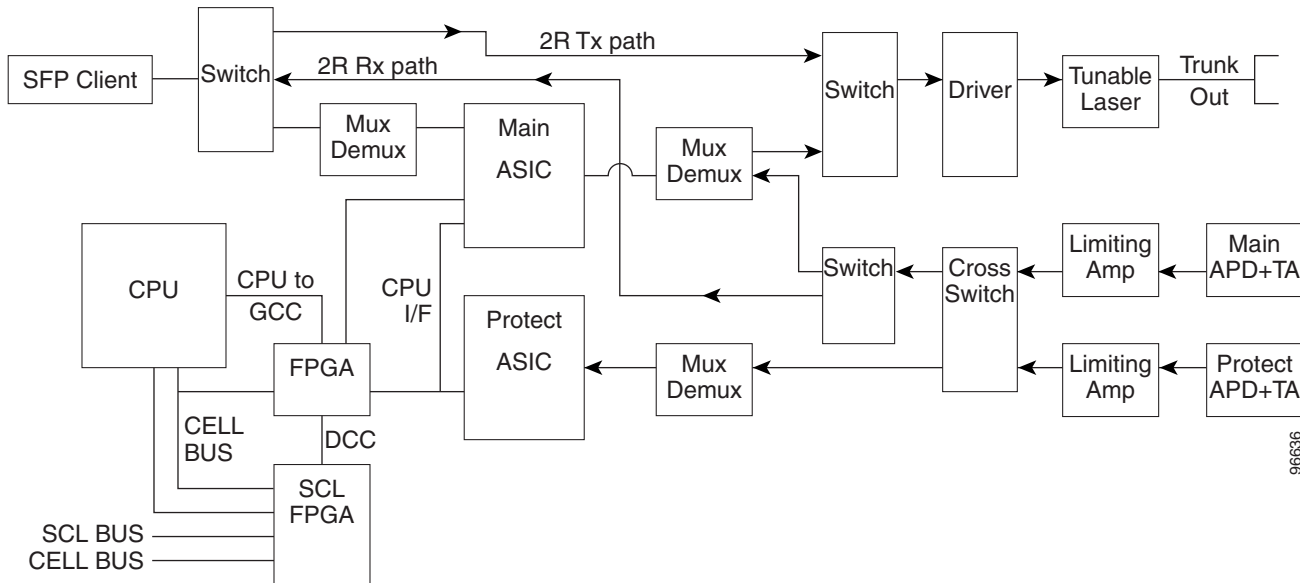 SFP Client
Switch
2R Tx path
2R Rx path
Mux
Demux
Main
ASIC
Mux
Demux
Switch
Driver
Tunable
Laser
Trunk
Out
CPU
CPU to
GCC
CPU
I/F
FPGA
Protect
ASIC
Mux
Demux
Switch
Cross
Switch
Limiting
Amp
Main
APD+TA
Limiting
Amp
Protect
APD+TA
CELL
BUS
DCC
SCL
FPGA
SCL BUS
CELL BUS
96636